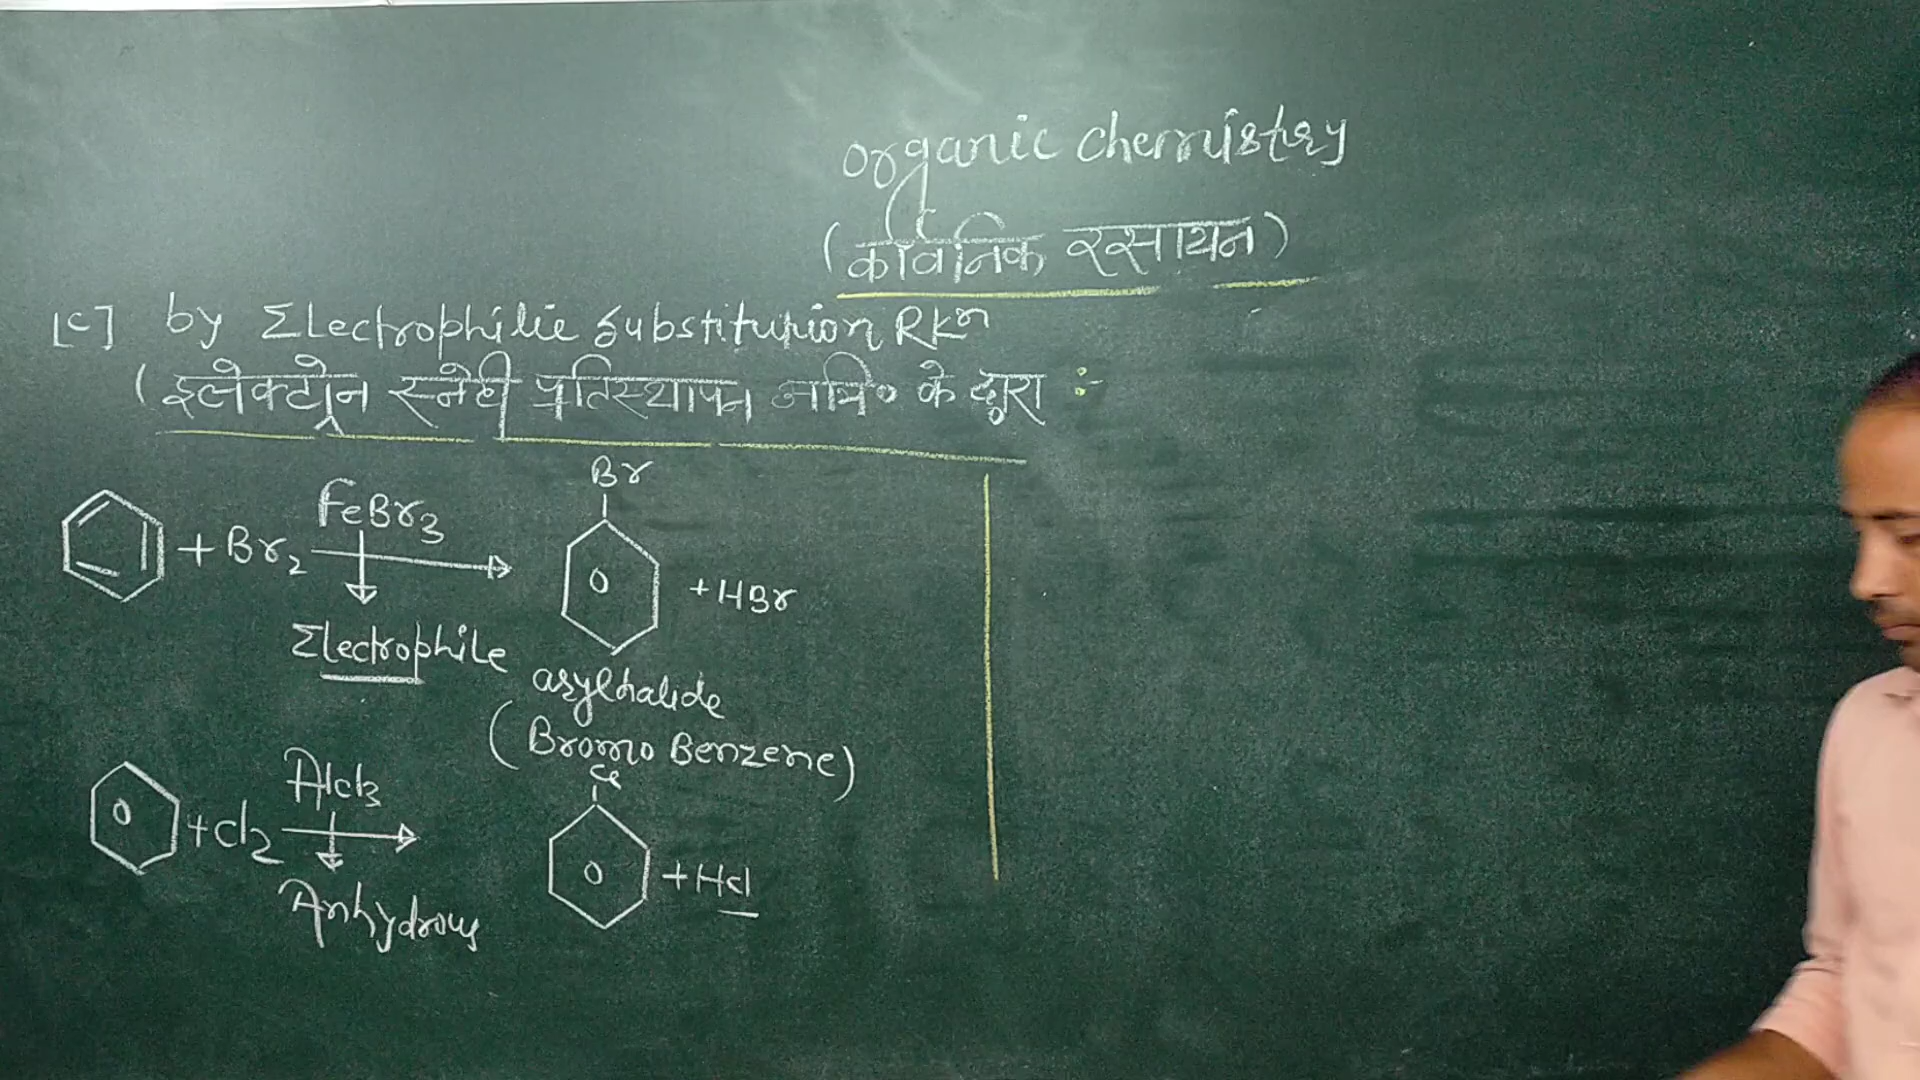 Organic chemistry
(कार्बनिक रसायन)
[C] by Electrophilic Substitution RKn
(इलेक्ट्रोन स्नेही प्रतिस्थापन अभि० के द्वारा :-
Br
FeBr3
+ Br2
+ HBr
Electrophile
arylhalide
(Bromo Benzene)
Cl
AlCl3
+ Cl2
+ HCl
Anhydrous